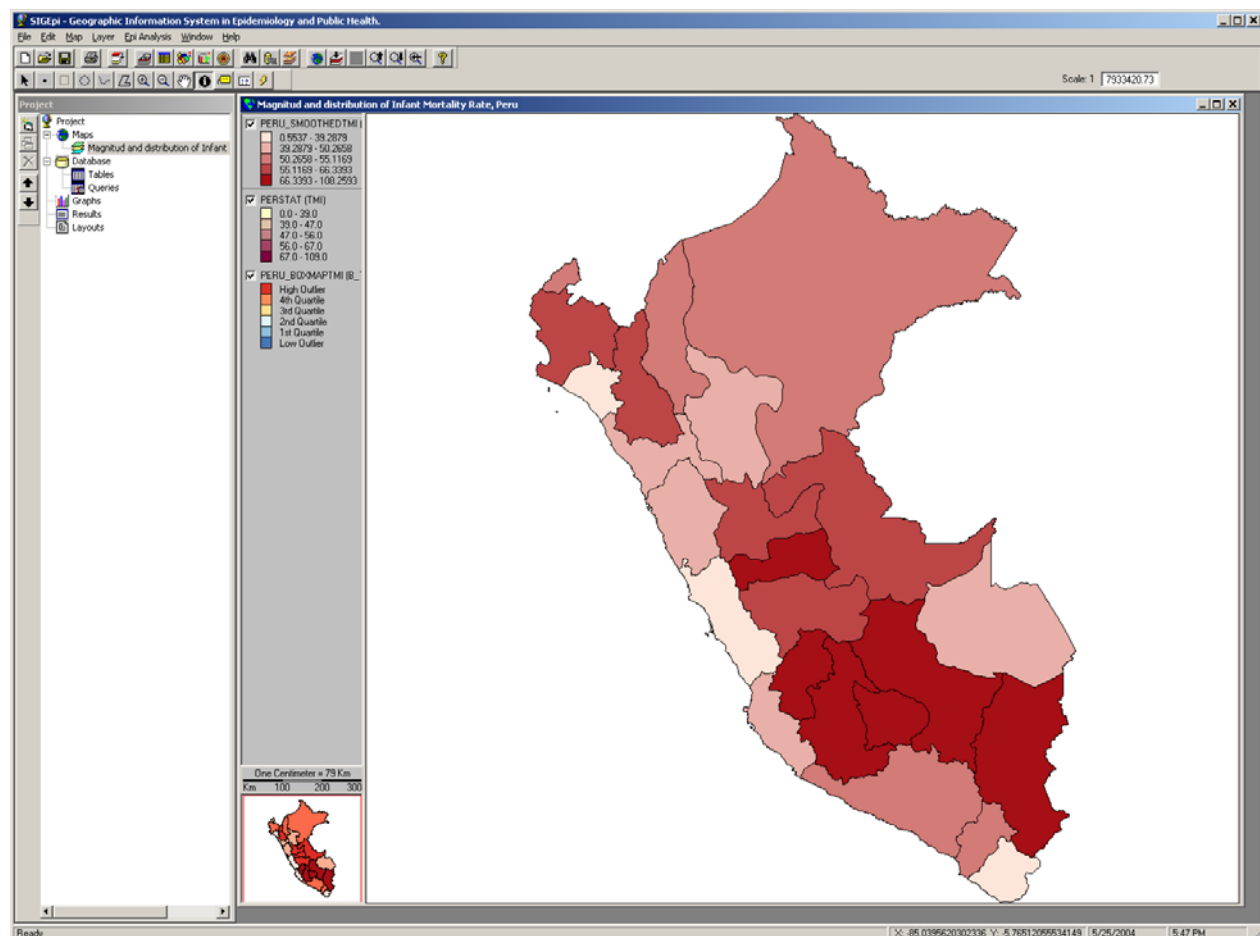 SIGEpi - Geographic Information System in Epidemiology and Public Health.
File Edit Map Layer Epi Analysis Window Help
Scale: 1 7933420.73
Project
Project
Maps
Magnitud and distribution of Infant
Database
Tables
Queries
Graphs
Results
Layouts
Magnitud and distribution of Infant Mortality Rate, Peru
PERU_SMOOTHEDTMI (
0.5537 - 39.2879
39.2879 - 50.2658
50.2658 - 55.1169
55.1169 - 66.3393
66.3393 - 108.2593
PERSTAT (TMI)
0.0 - 39.0
39.0 - 47.0
47.0 - 56.0
56.0 - 67.0
67.0 - 109.0
PERU_BOXMAPTMI (B_
High Outlier
4th Quartile
3rd Quartile
2nd Quartile
1st Quartile
Low Outlier
One Centimeter = 79 Km
Km 100 200 300
Ready
X: -85.0395620302336 Y: -5.76512055534149 5/25/2004 5:47 PM